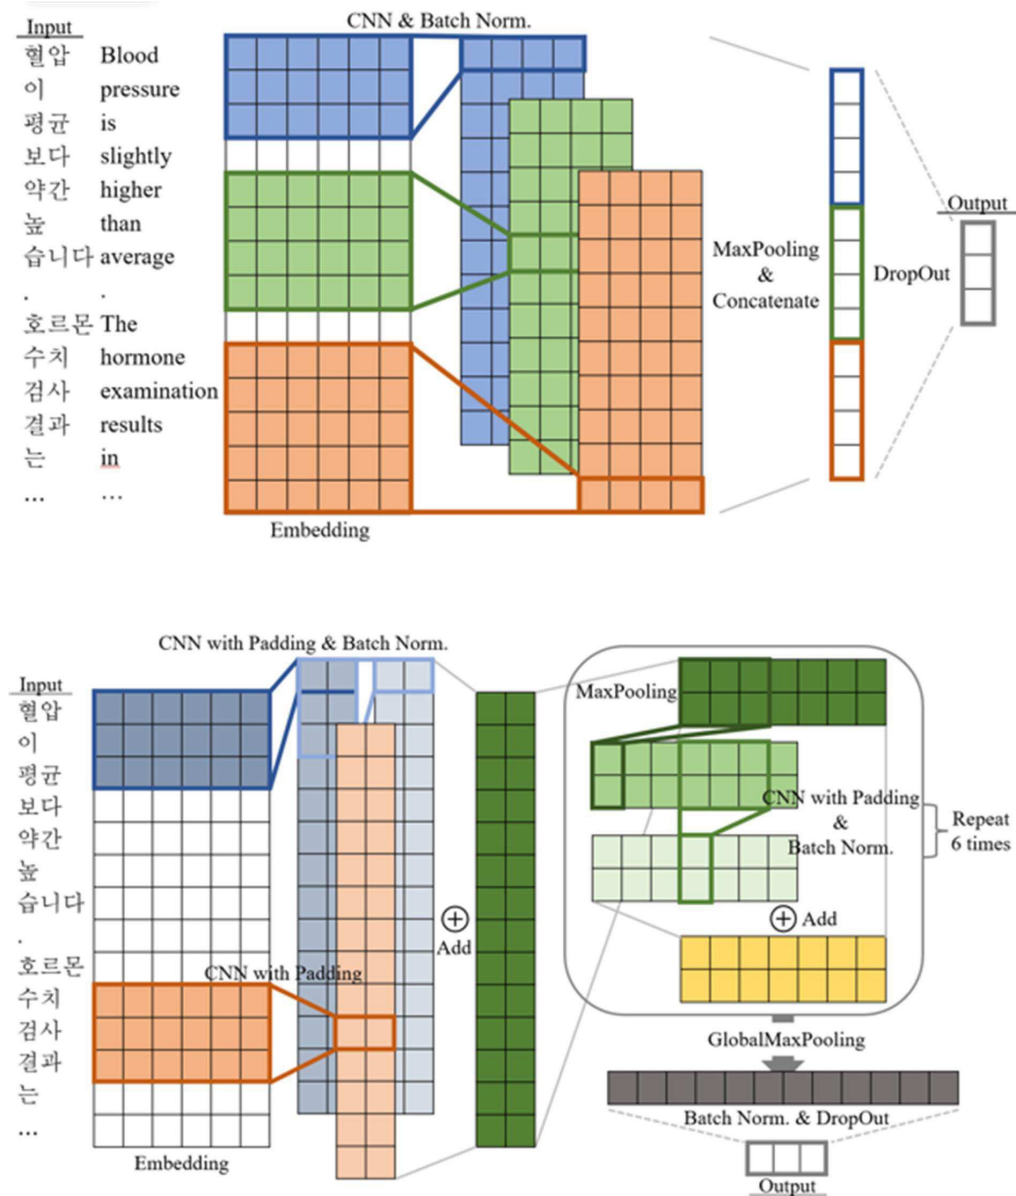 CNN & Batch Norm.
Input
혈압 Blood
이 pressure
평균 is
보다 slightly
약간 higher
높 than
습니다 average
. .
호르몬 The
수치 hormone
검사 examination
결과 results
는 in
... ...
Embedding
MaxPooling
&
Concatenate
DropOut
Output
CNN with Padding & Batch Norm.
Input
혈압
이
평균
보다
약간
높
습니다
.
호르몬
수치
검사
결과
는
...
CNN with Padding
Embedding
Add
MaxPooling
CNN with Padding
&
Batch Norm.
Add
Repeat
6 times
GlobalMaxPooling
Batch Norm. & DropOut
Output